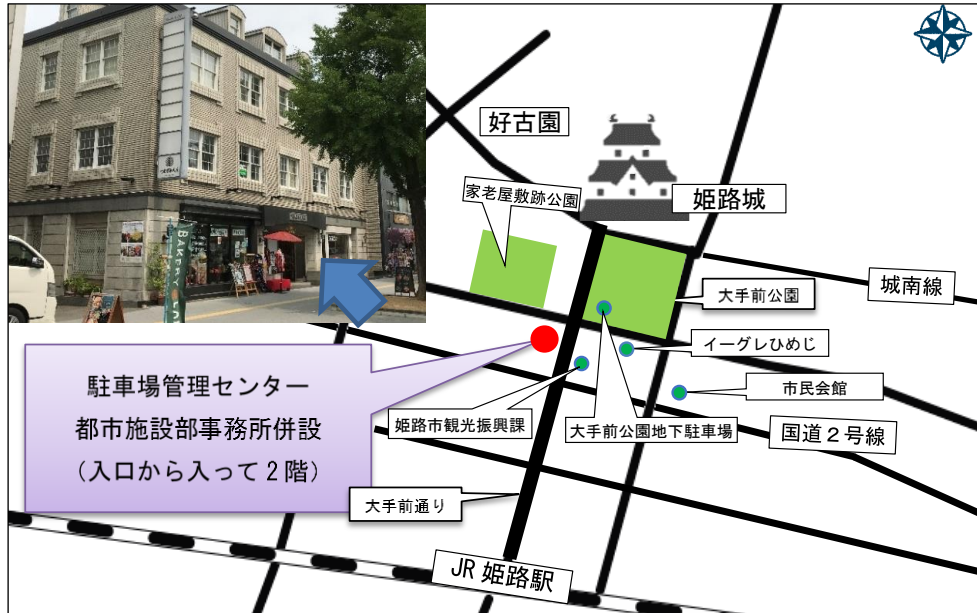 好古園
姫路城
家老屋敷跡公園
城南線
大手前公園
イーグレひめじ
市民会館
駐車場管理センター
都市施設部事務所併設
（入口から入って２階）
姫路市観光振興課
大手前公園地下駐車場
国道２号線
大手前通り
JR 姫路駅
BAKERY